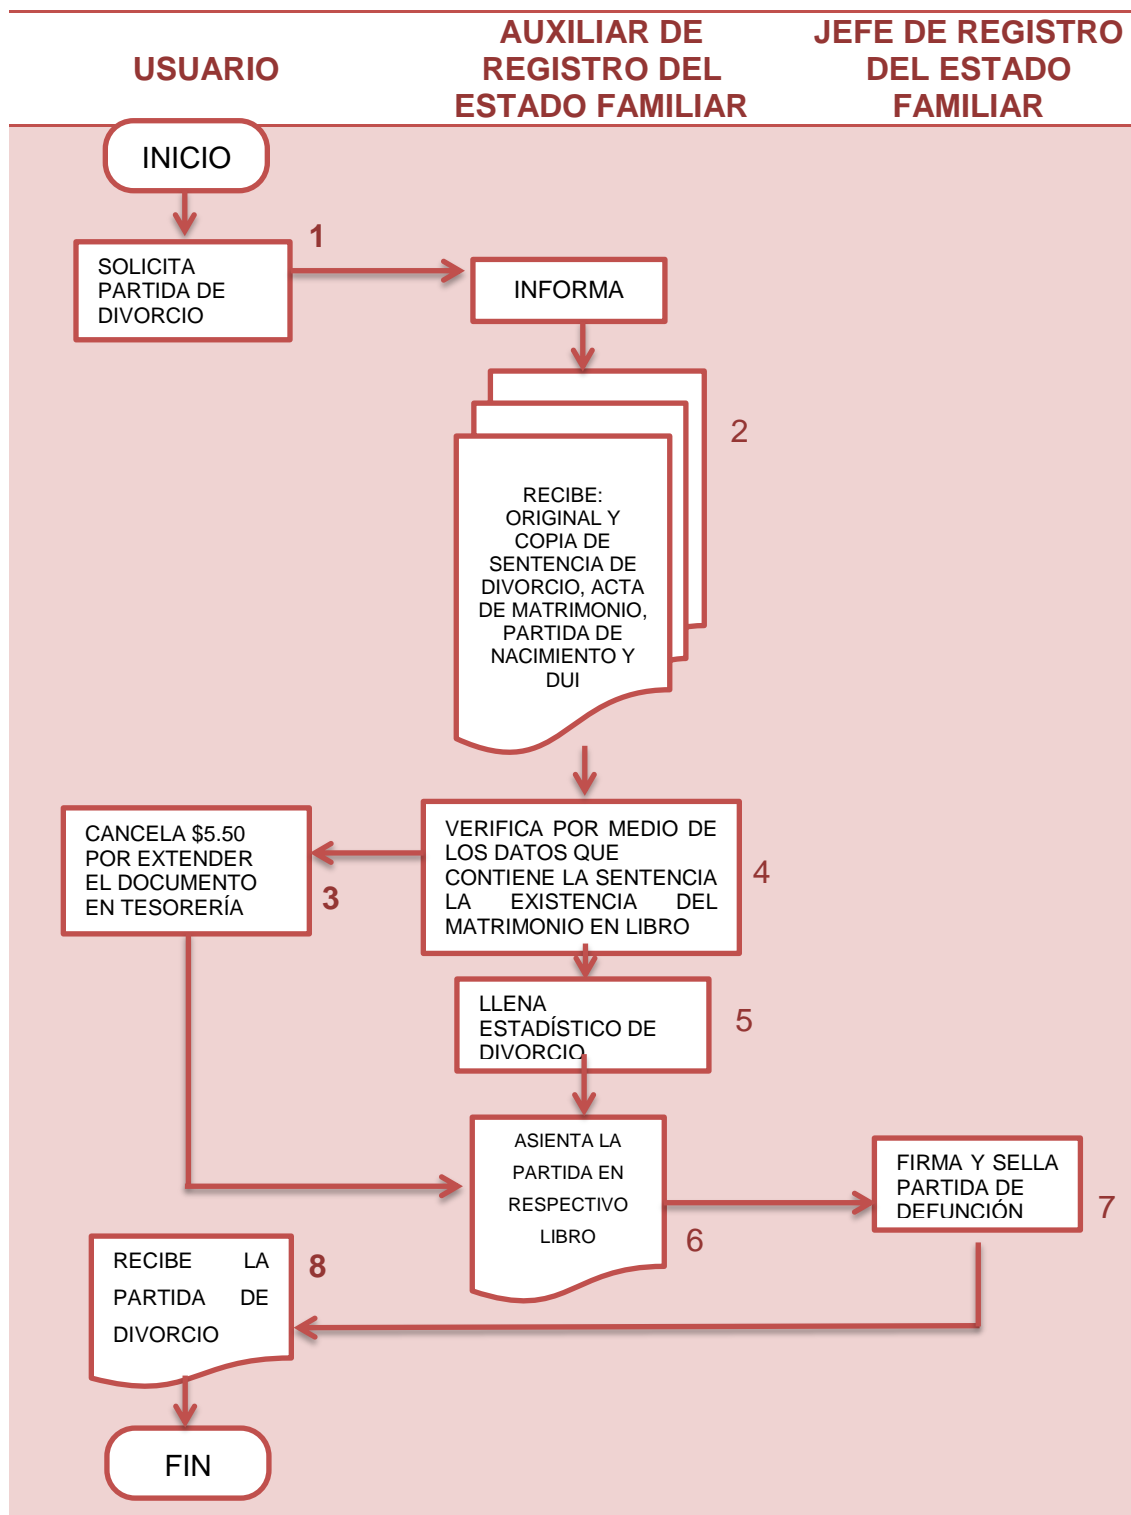 USUARIO
AUXILIAR DE
REGISTRO DEL
ESTADO FAMILIAR
JEFE DE REGISTRO
DEL ESTADO
FAMILIAR
INICIO
1
SOLICITA
PARTIDA DE
DIVORCIO
INFORMA
2
RECIBE:
ORIGINAL Y
COPIA DE
SENTENCIA DE
DIVORCIO, ACTA
DE MATRIMONIO,
PARTIDA DE
NACIMIENTO Y
DUI
CANCELA $5.50
POR EXTENDER
EL DOCUMENTO
EN TESORERÍA
3
VERIFICA POR MEDIO DE
LOS DATOS QUE
CONTIENE LA SENTENCIA
LA EXISTENCIA DEL
MATRIMONIO EN LIBRO
4
LLENA
ESTADÍSTICO DE
DIVORCIO
5
ASIENTA LA
PARTIDA EN
RESPECTIVO
LIBRO
6
FIRMA Y SELLA
PARTIDA DE
DEFUNCIÓN
7
RECIBE LA
PARTIDA DE
DIVORCIO
8
FIN